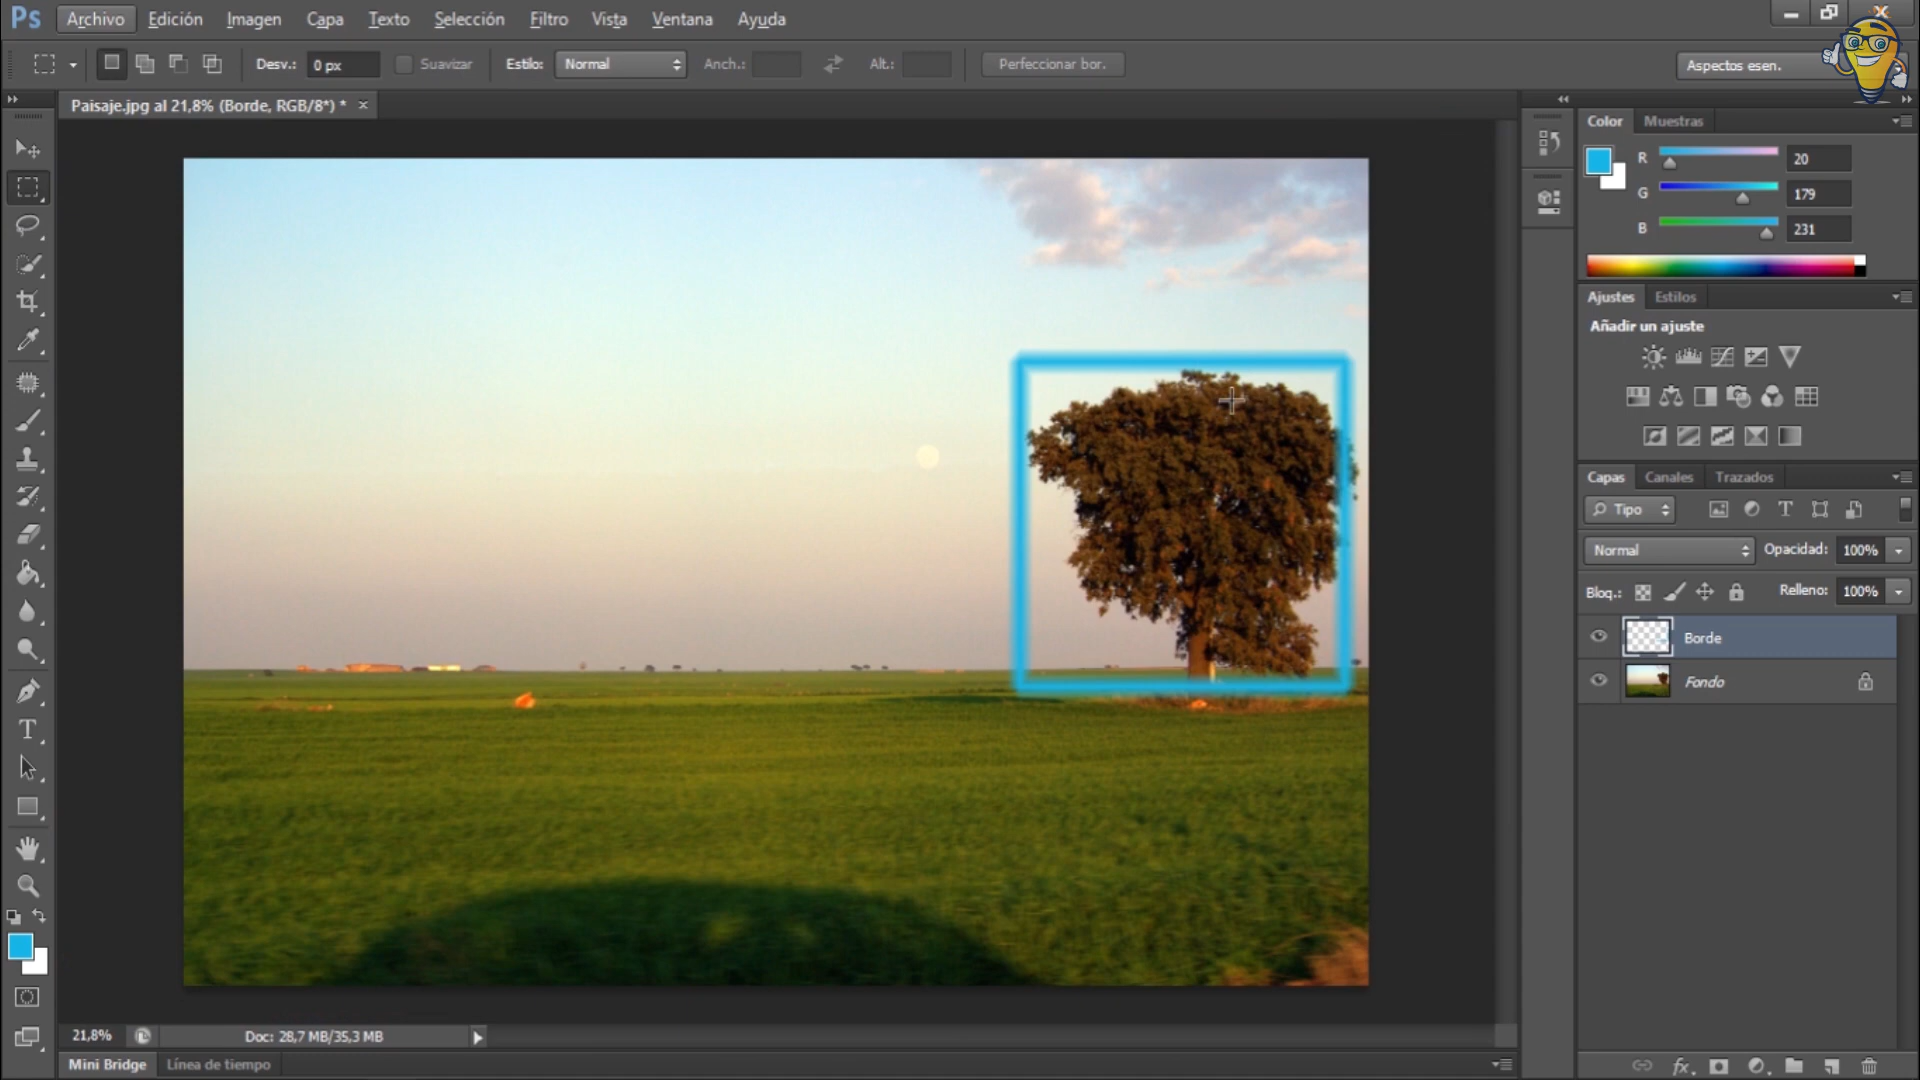 Ps Archivo Edición Imagen Capa Texto Selección Filtro Vista Ventana Ayuda
Desv.: 0 px Suavizar Estilo: Normal Anch.: Alt.: Perfeccionar bor. Aspectos esen.
Paisaje.jpg al 21,8% (Borde, RGB/8*) * ×
Color Muestras
R 20
G 179
B 231
Ajustes Estilos
Añadir un ajuste
Capas Canales Trazados
Tipo
Normal Opacidad: 100%
Bloq.: Relleno: 100%
Borde
Fondo
21,8% Doc: 28,7 MB/35,3 MB
Mini Bridge Línea de tiempo